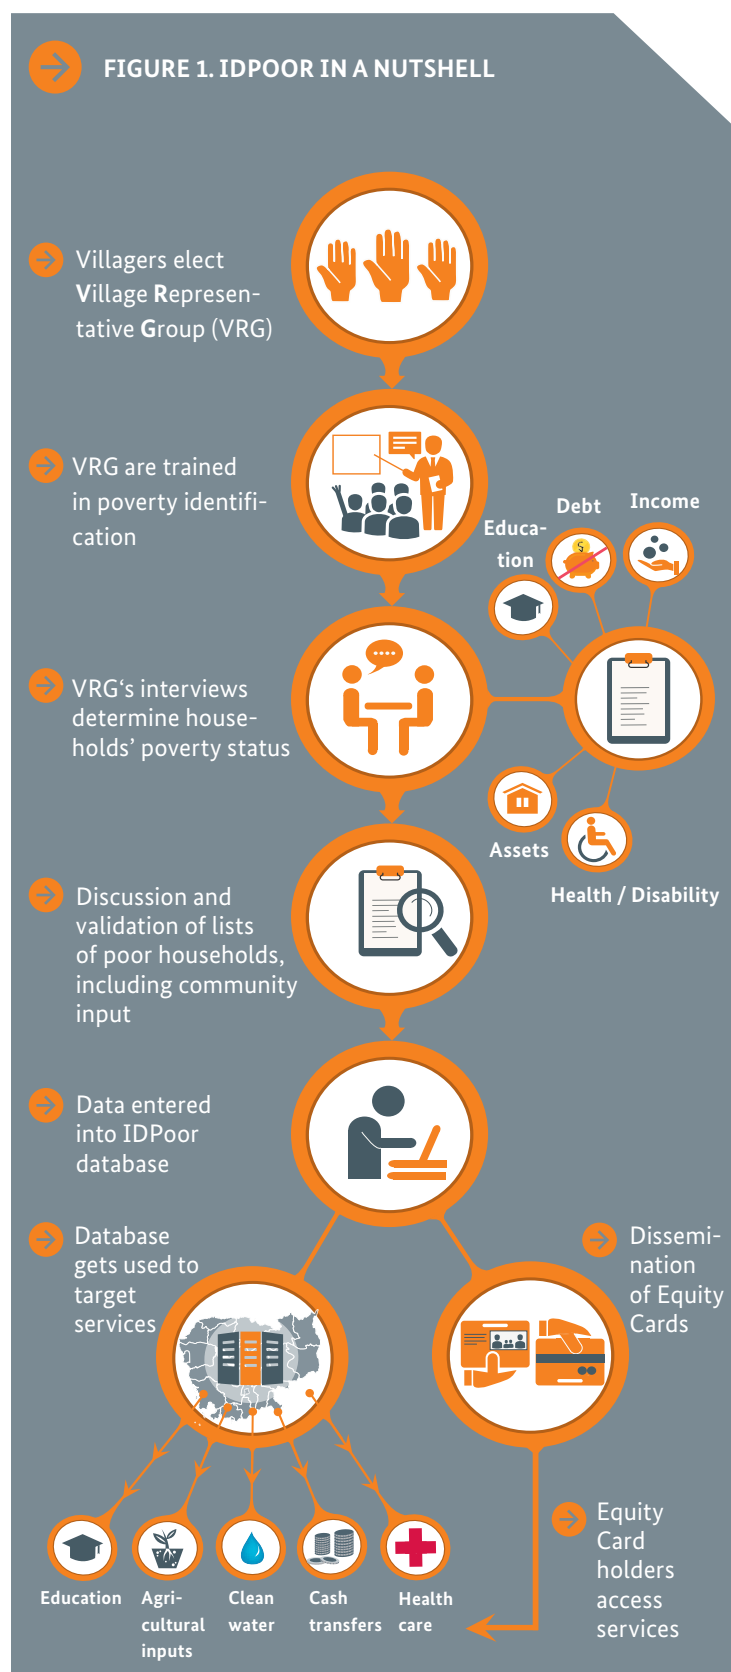 FIGURE 1. IDPOOR IN A NUTSHELL
Villagers elect
Village Represen-
tative Group (VRG)
VRG are trained
in poverty identifi-
cation
Debt
Income
Educa-
tion
VRG‘s interviews
determine house-
holds’ poverty status
Assets
Health / Disability
Discussion and
validation of lists
of poor households,
including community
input
Data entered
into IDPoor
database
Database
gets used to
target
services
Dissemi-
nation
of Equity
Cards
Equity
Card
holders
access
services
Education
Agri-
cultural
inputs
Clean
water
Cash
transfers
Health
care